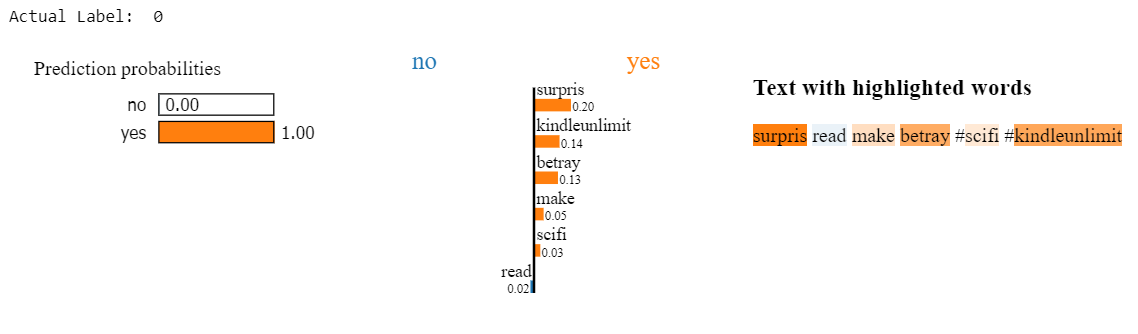 Actual Label:  0
Prediction probabilities
no 0.00
yes 1.00
no yes
surpris
0.20
kindleunlimit
0.14
betray
0.13
make
0.05
scifi
0.03
read
0.02
Text with highlighted words
surpris read make betray #scifi #kindleunlimit